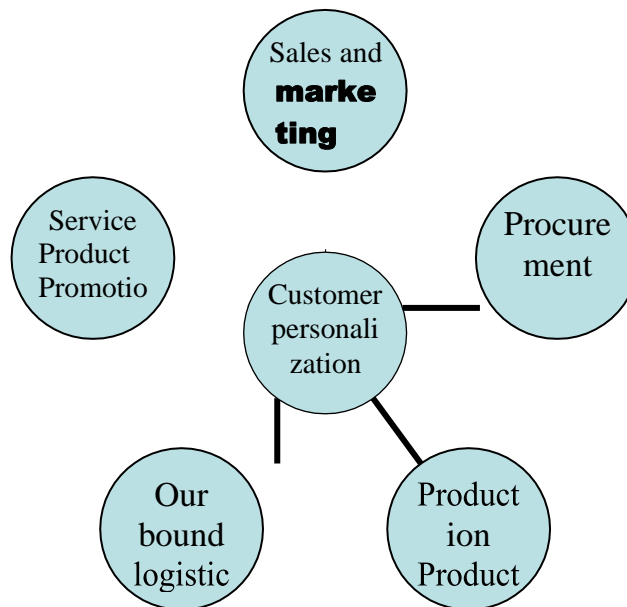 Sales and
marke
ting
Service
Product
Promotio
Procure
ment
Customer
personali
zation
Our
bound
logistic
Product
ion
Product